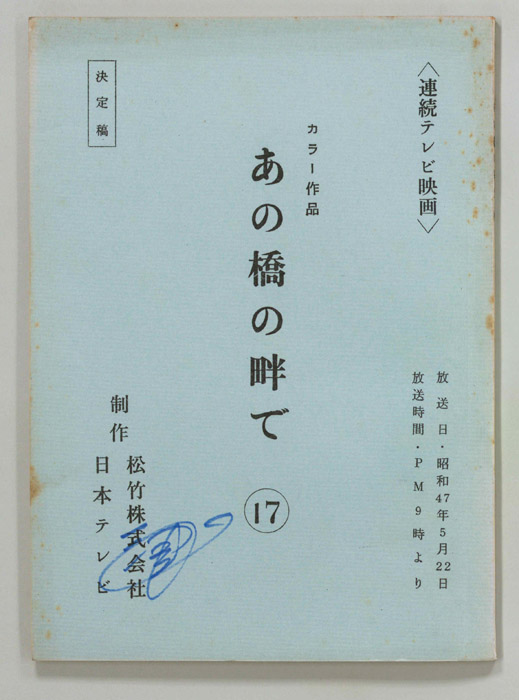 〈連続テレビ映画〉
放送日・昭和47年5月22日
放送時間・PM9時より
カラー作品
あの橋の畔で
⑰
制作
松竹株式会社
日本テレビ
決定稿